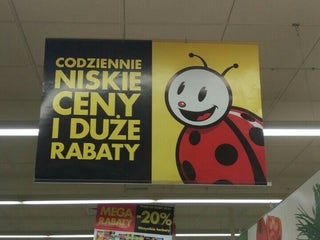 CODZIENNIE
NISKIE
CENY
I DUŻE
RABATY
MEGA
RABATY
-20%